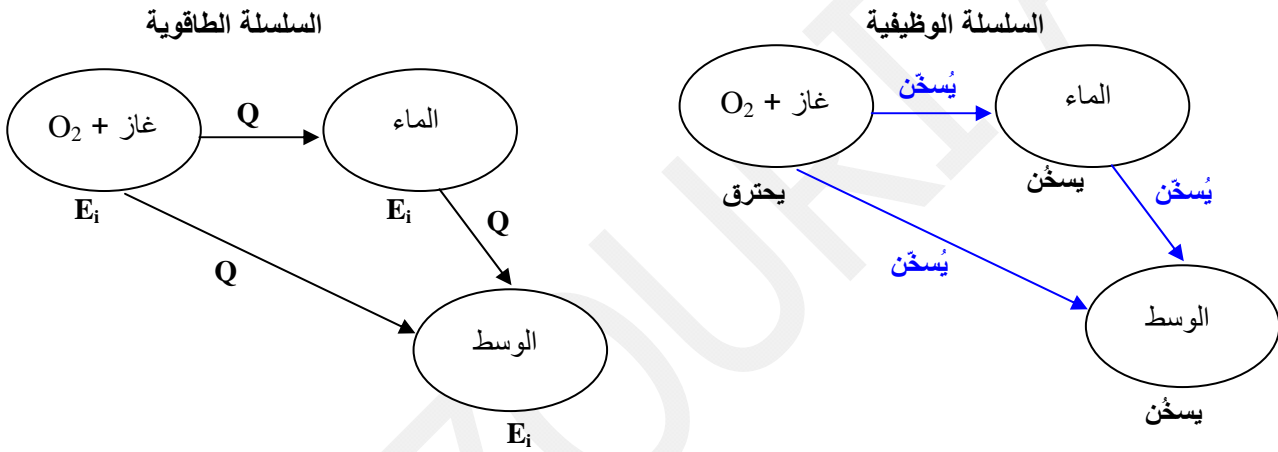 السلسلة الوظيفية
غاز + O₂
يُسخّن
الماء
يحترق
يسخُن
يُسخّن
يُسخّن
الوسط
يسخُن
السلسلة الطاقوية
غاز + O₂
Q
الماء
Eᵢ
Eᵢ
Q
Q
الوسط
Eᵢ